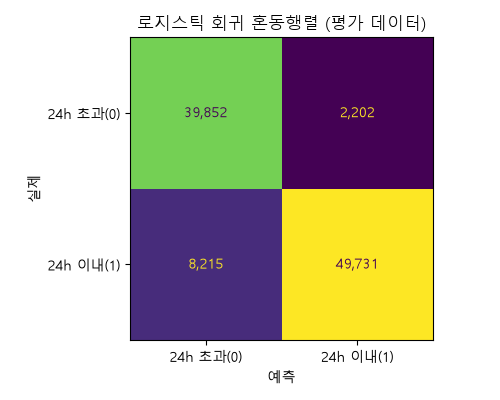 로지스틱 회귀 혼동행렬 (평가 데이터)
실제
24h 초과(0)
39,852
2,202
24h 이내(1)
8,215
49,731
24h 초과(0)
24h 이내(1)
예측